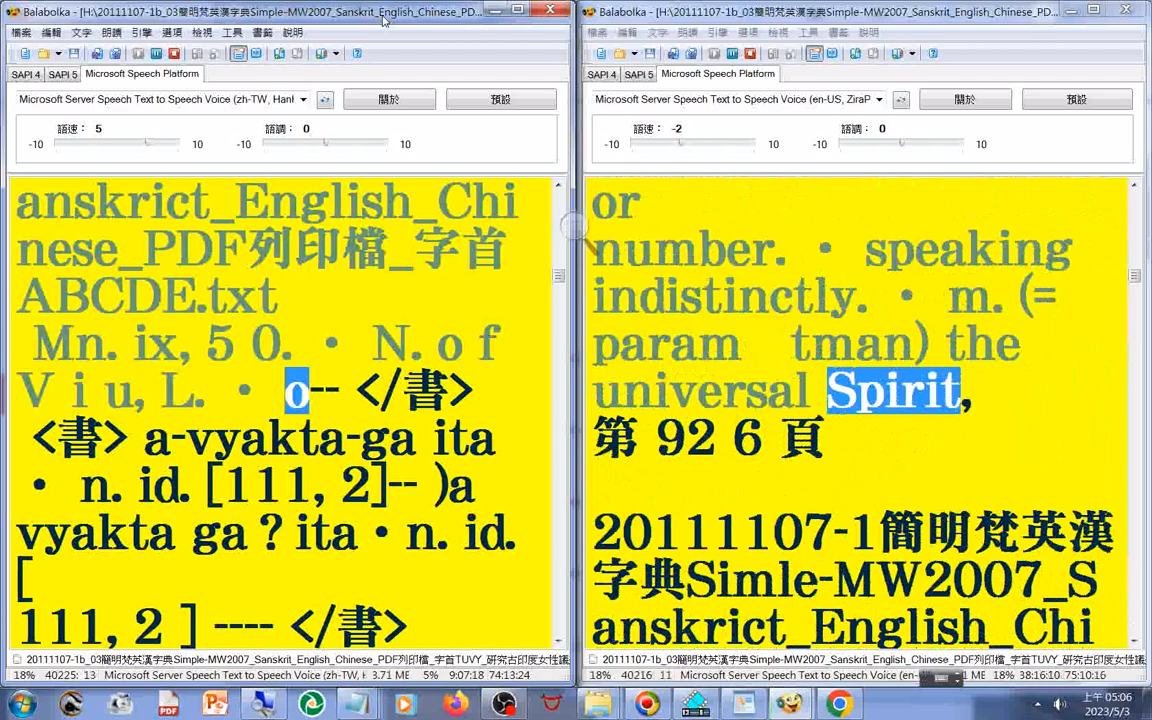 Balabolka - [H:\20111107-1b_03簡明梵英漢字典Simple-MW2007_Sanskrit_English_Chinese_PD...
檔案 編輯 文字 朗讀 引擎 選項 檢視 工具 書籤 說明
SAPI 4 SAPI 5 Microsoft Speech Platform
Microsoft Server Speech Text to Speech Voice (zh-TW, HanH
關於 預設
語速： 5 語調： 0
-10 10 -10 10
anskrict_English_Chi
nese_PDF列印檔_字首
ABCDE.txt
Mn. ix, 5 0. • N. o f
V i u, L. • o-- </書>
<書> a-vyakta-ga ita
• n. id. [111, 2]-- )a
vyakta ga ? ita • n. id.
[
111, 2 ] ---- </書>
20111107-1b_03簡明梵英漢字典Simple-MW2007_Sanskrit_English_Chinese_PDF列印檔_字首TUVY_研究古印度女性議
18% 40225: 13 Microsoft Server Speech Text to Speech Voice (zh-TW, H 3.71 ME 5% 9:07:18 74:13:24
Balabolka - [H:\20111107-1b_03簡明梵英漢字典Simple-MW2007_Sanskrit_English_Chinese_PD...
檔案 編輯 文字 朗讀 引擎 選項 檢視 工具 書籤 說明
SAPI 4 SAPI 5 Microsoft Speech Platform
Microsoft Server Speech Text to Speech Voice (en-US, ZiraP
關於 預設
語速： -2 語調： 0
-10 10 -10 10
or
number. • speaking
indistinctly. • m. (=
param tman) the
universal Spirit,
第 92 6 頁
20111107-1簡明梵英漢
字典Simle-MW2007_S
anskrict_English_Chi
20111107-1b_03簡明梵英漢字典Simple-MW2007_Sanskrit_English_Chinese_PDF列印檔_字首TUVY_研究古印度女性議
18% 40216: 11 Microsoft Server Speech Text to Speech Voice (en-U 18% 38:16:10 75:10:16
上午 05:06
2023/5/3